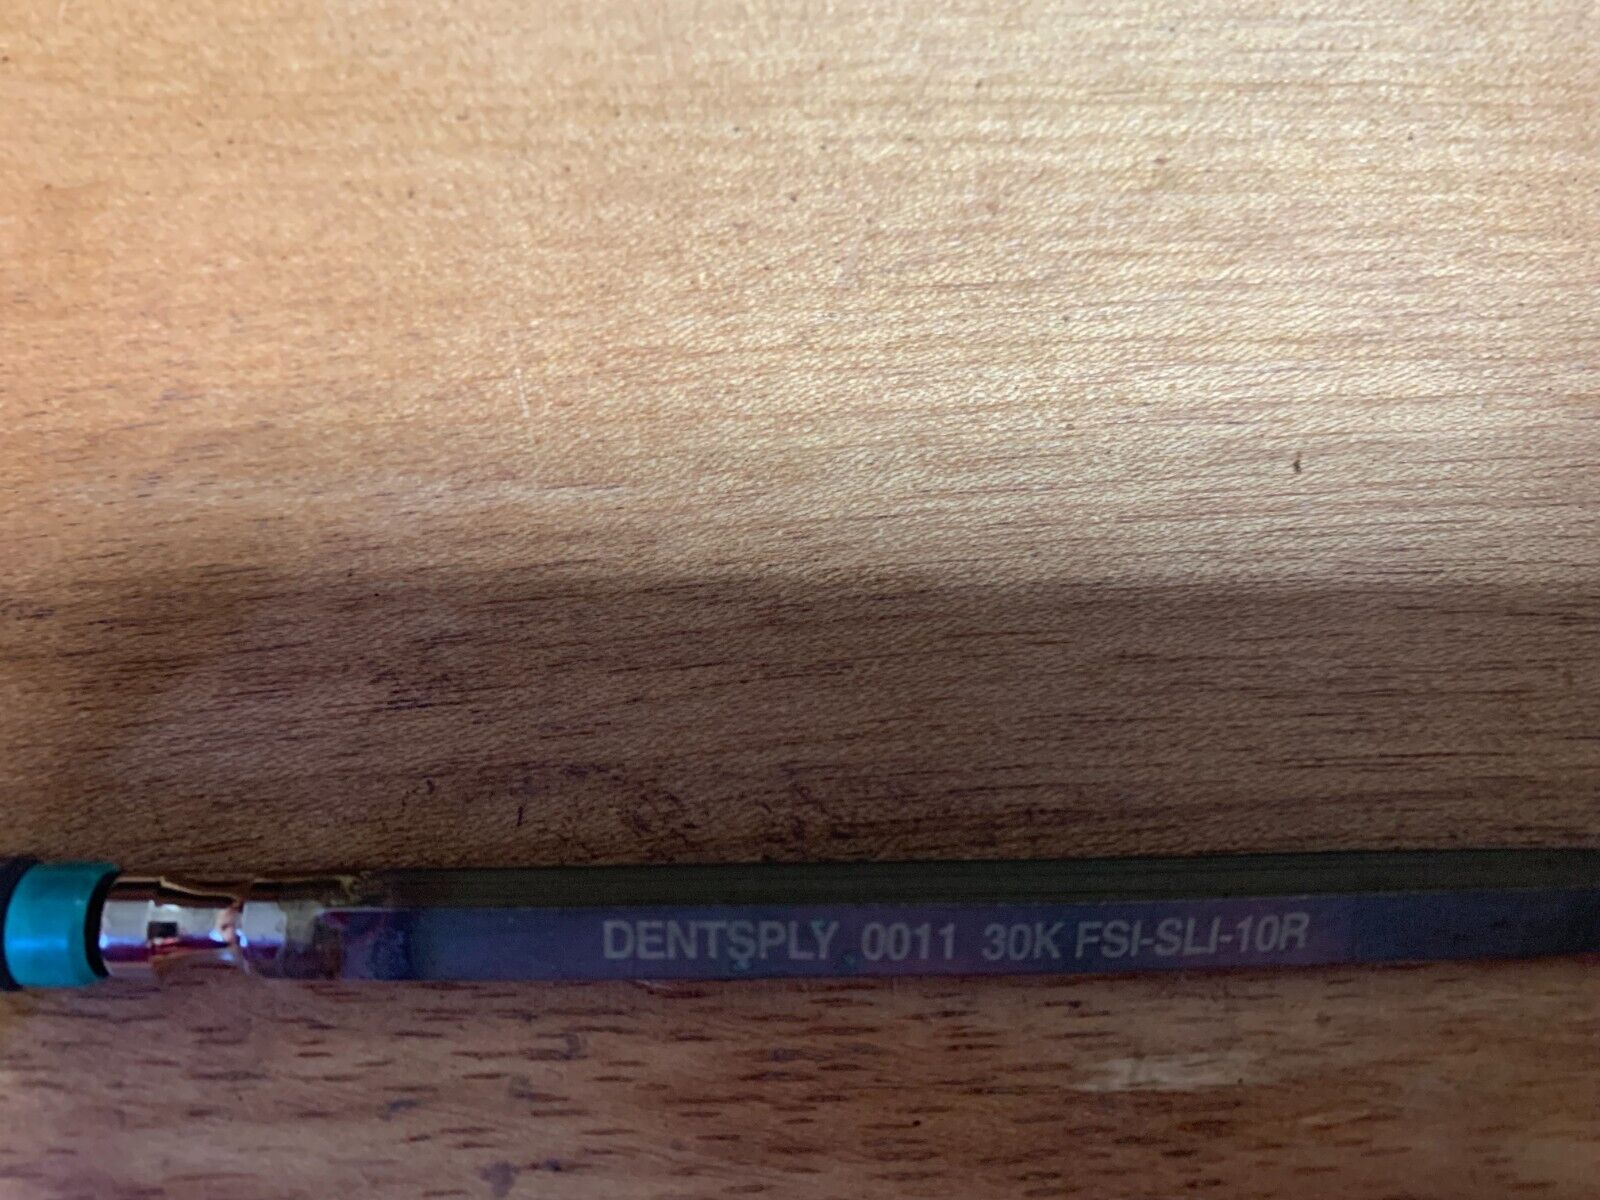 DENTSPLY 0011 30K FSI-SLI-10R